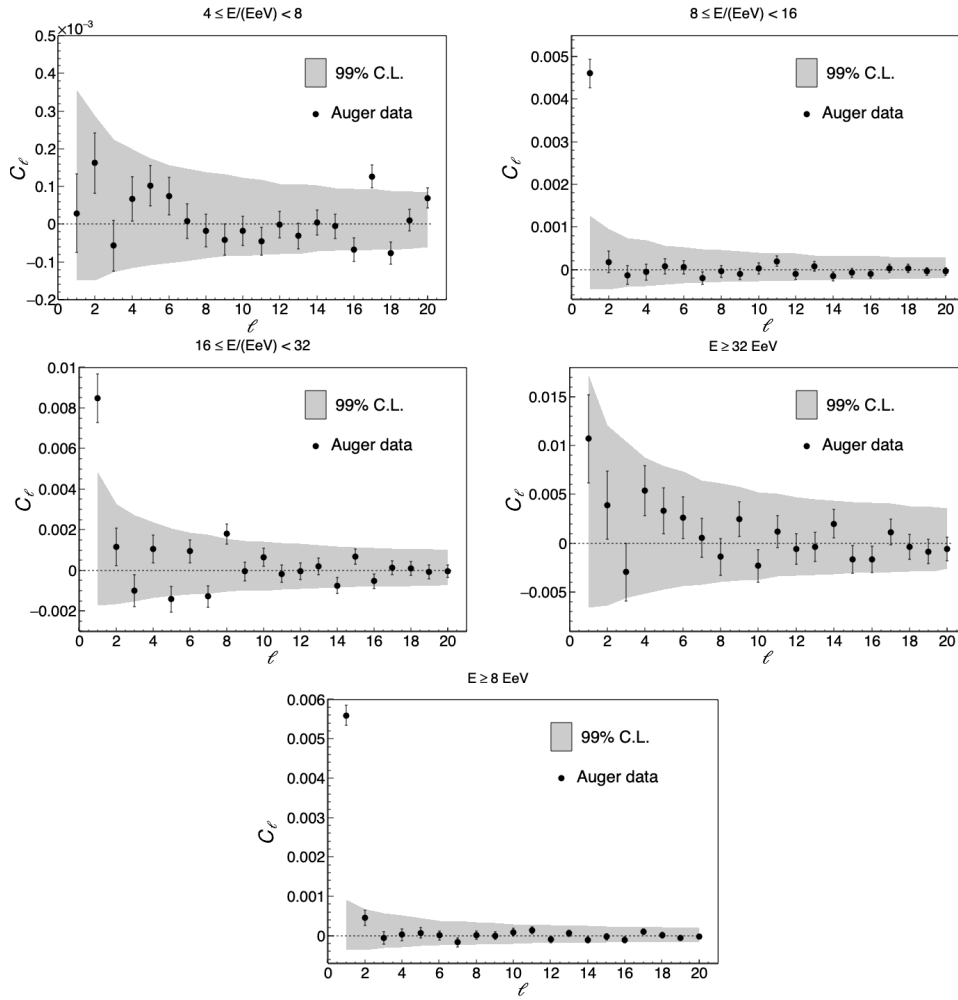 4 ≤ E/(EeV) < 8
×10⁻³
0.5
0.4
0.3
0.2
0.1
0
−0.1
−0.2
0 2 4 6 8 10 12 14 16 18 20
C_ℓ
ℓ
99% C.L.
Auger data
8 ≤ E/(EeV) < 16
0.005
0.004
0.003
0.002
0.001
0
0 2 4 6 8 10 12 14 16 18 20
C_ℓ
ℓ
99% C.L.
Auger data
16 ≤ E/(EeV) < 32
0.01
0.008
0.006
0.004
0.002
0
−0.002
0 2 4 6 8 10 12 14 16 18 20
C_ℓ
ℓ
99% C.L.
Auger data
E ≥ 32 EeV
0.015
0.01
0.005
0
−0.005
0 2 4 6 8 10 12 14 16 18 20
C_ℓ
ℓ
99% C.L.
Auger data
E ≥ 8 EeV
0.006
0.005
0.004
0.003
0.002
0.001
0
0 2 4 6 8 10 12 14 16 18 20
C_ℓ
ℓ
99% C.L.
Auger data